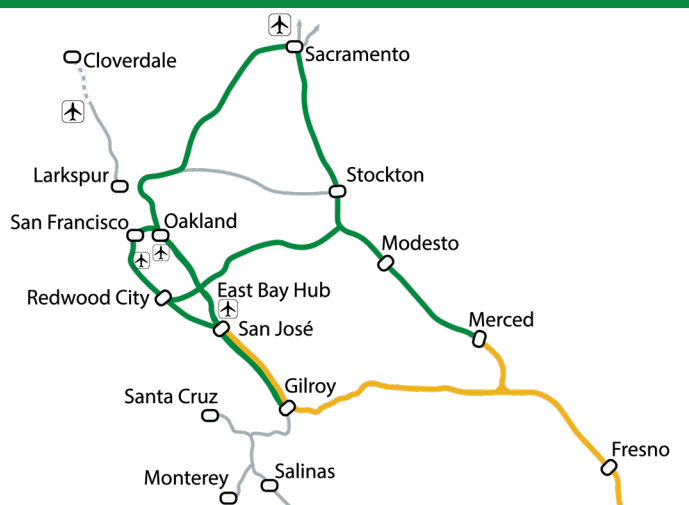 Sacramento
Cloverdale
Larkspur
Stockton
San Francisco
Oakland
Modesto
East Bay Hub
Redwood City
San José
Merced
Gilroy
Santa Cruz
Fresno
Monterey
Salinas